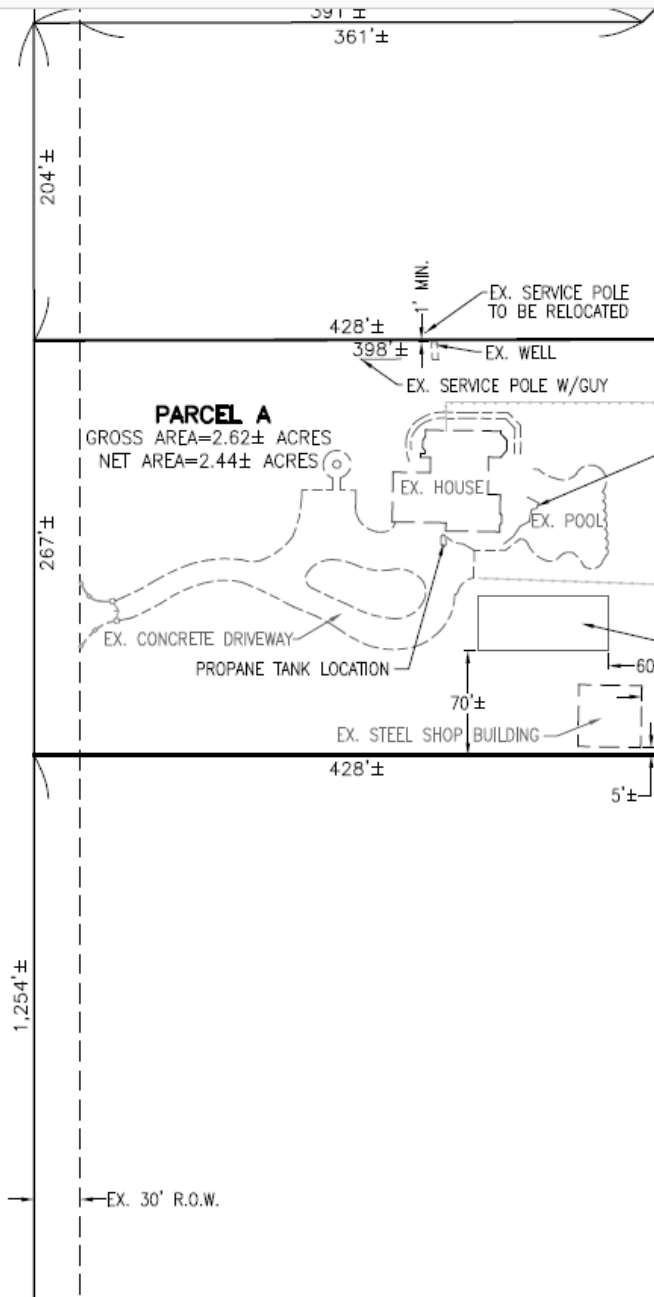 391'±
361'±
204'±
1' MIN.
EX. SERVICE POLE
TO BE RELOCATED
428'±
398'±
EX. WELL
EX. SERVICE POLE W/GUY
PARCEL A
GROSS AREA=2.62± ACRES
NET AREA=2.44± ACRES
EX. HOUSE
EX. POOL
267'±
EX. CONCRETE DRIVEWAY
PROPANE TANK LOCATION
60
70'±
EX. STEEL SHOP BUILDING
428'±
5'±
1,254'±
EX. 30' R.O.W.